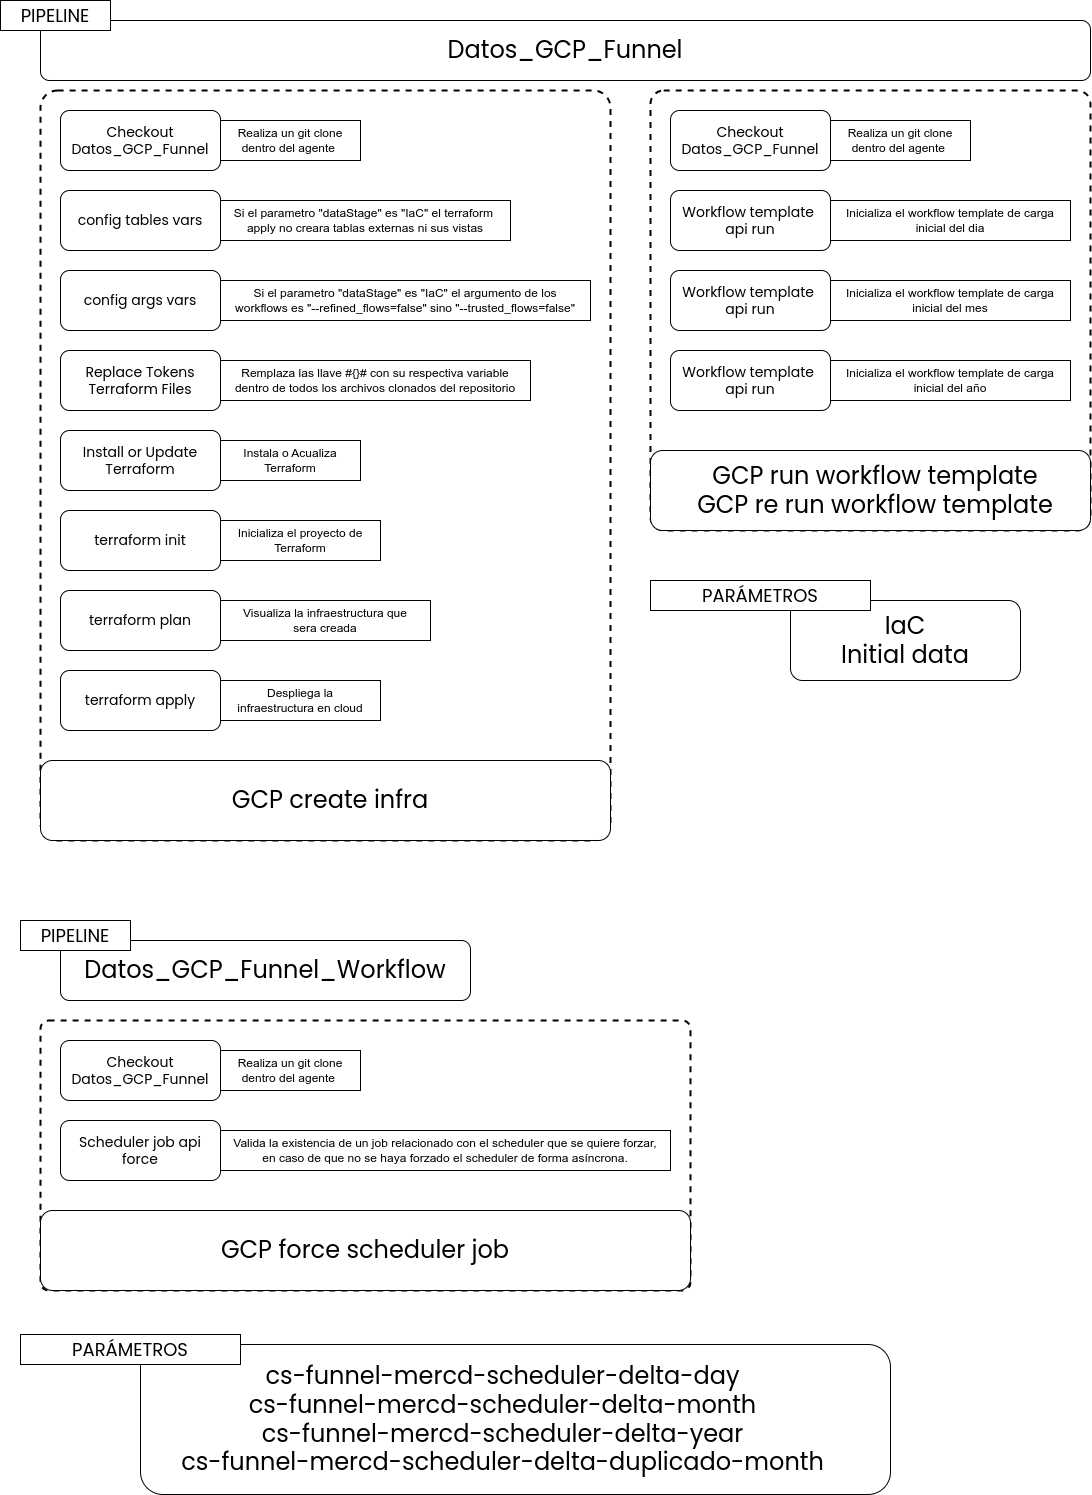 PIPELINE
Datos_GCP_Funnel
Checkout
Datos_GCP_Funnel
Realiza un git clone
dentro del agente
config tables vars
Si el parametro "dataStage" es "IaC" el terraform
apply no creara tablas externas ni sus vistas
config args vars
Si el parametro "dataStage" es "IaC" el argumento de los
workflows es "--refined_flows=false" sino "--trusted_flows=false"
Replace Tokens
Terraform Files
Remplaza las llave #{}# con su respectiva variable
dentro de todos los archivos clonados del repositorio
Install or Update
Terraform
Instala o Acualiza
Terraform
terraform init
Inicializa el proyecto de
Terraform
terraform plan
Visualiza la infraestructura que
sera creada
terraform apply
Despliega la
infraestructura en cloud
GCP create infra
Checkout
Datos_GCP_Funnel
Realiza un git clone
dentro del agente
Workflow template
api run
Inicializa el workflow template de carga
inicial del dia
Workflow template
api run
Inicializa el workflow template de carga
inicial del mes
Workflow template
api run
Inicializa el workflow template de carga
inicial del año
GCP run workflow template
GCP re run workflow template
PARÁMETROS
IaC
Initial data
PIPELINE
Datos_GCP_Funnel_Workflow
Checkout
Datos_GCP_Funnel
Realiza un git clone
dentro del agente
Scheduler job api
force
Valida la existencia de un job relacionado con el scheduler que se quiere forzar,
en caso de que no se haya forzado el scheduler de forma asíncrona.
GCP force scheduler job
PARÁMETROS
cs-funnel-mercd-scheduler-delta-day
cs-funnel-mercd-scheduler-delta-month
cs-funnel-mercd-scheduler-delta-year
cs-funnel-mercd-scheduler-delta-duplicado-month